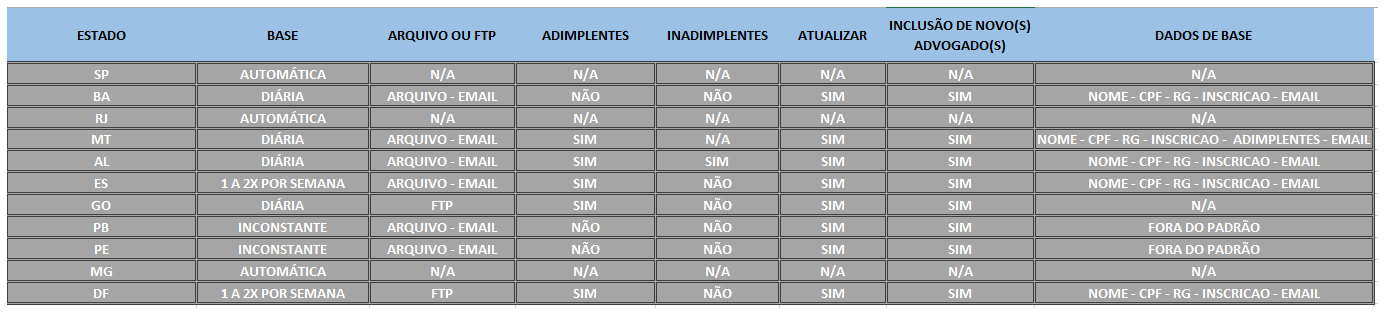 ESTADO BASE ARQUIVO OU FTP ADIMPLENTES INADIMPLENTES ATUALIZAR INCLUSÃO DE NOVO(S) ADVOGADO(S) DADOS DE BASE
SP AUTOMÁTICA N/A N/A N/A N/A N/A N/A
BA DIÁRIA ARQUIVO - EMAIL NÃO NÃO SIM SIM NOME - CPF - RG - INSCRICAO - EMAIL
RJ AUTOMÁTICA N/A N/A N/A N/A N/A N/A
MT DIÁRIA ARQUIVO - EMAIL SIM N/A SIM SIM NOME - CPF - RG - INSCRICAO - ADIMPLENTES - EMAIL
AL DIÁRIA ARQUIVO - EMAIL SIM SIM SIM SIM NOME - CPF - RG - INSCRICAO - EMAIL
ES 1 A 2X POR SEMANA ARQUIVO - EMAIL SIM NÃO SIM SIM NOME - CPF - RG - INSCRICAO - EMAIL
GO DIÁRIA FTP SIM NÃO SIM SIM N/A
PB INCONSTANTE ARQUIVO - EMAIL NÃO NÃO SIM SIM FORA DO PADRÃO
PE INCONSTANTE ARQUIVO - EMAIL NÃO NÃO SIM SIM FORA DO PADRÃO
MG AUTOMÁTICA N/A N/A N/A N/A N/A N/A
DF 1 A 2X POR SEMANA FTP SIM NÃO SIM SIM NOME - CPF - RG - INSCRICAO - EMAIL